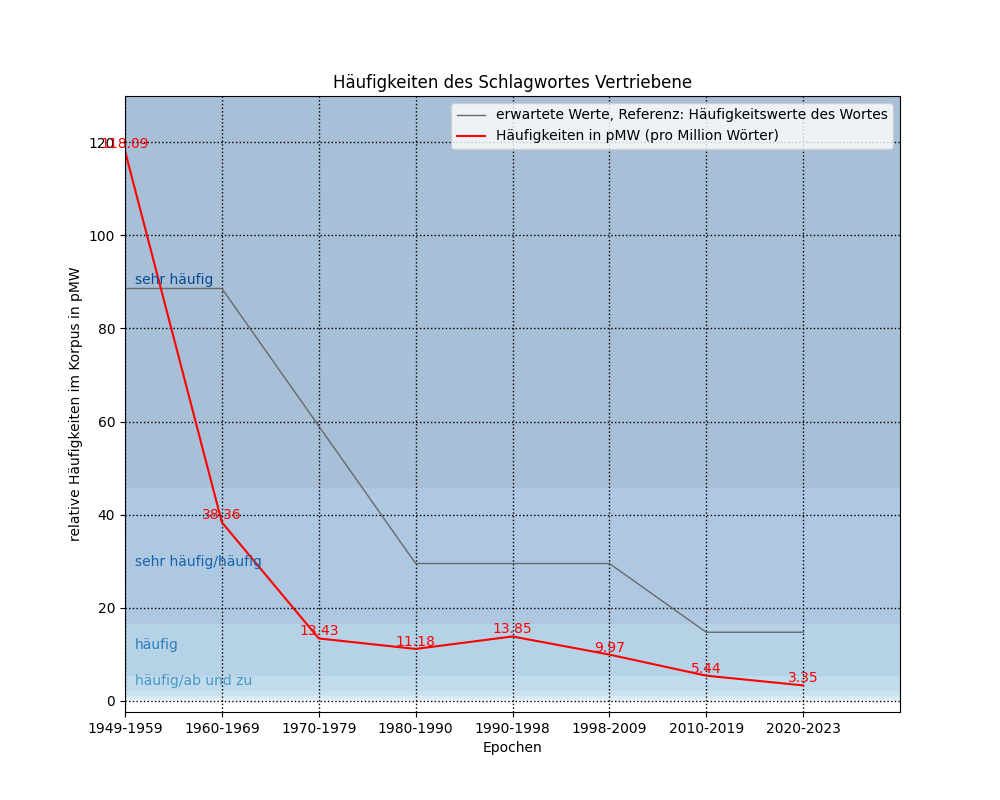 Häufigkeiten des Schlagwortes Vertriebene
erwartete Werte, Referenz: Häufigkeitswerte des Wortes
Häufigkeiten in pMW (pro Million Wörter)
relative Häufigkeiten im Korpus in pMW
120
100
80
60
40
20
0
118.09
38.36
13.43
11.18
13.85
9.97
5.44
3.35
sehr häufig
sehr häufig/häufig
häufig
häufig/ab und zu
1949-1959 1960-1969 1970-1979 1980-1990 1990-1998 1998-2009 2010-2019 2020-2023
Epochen